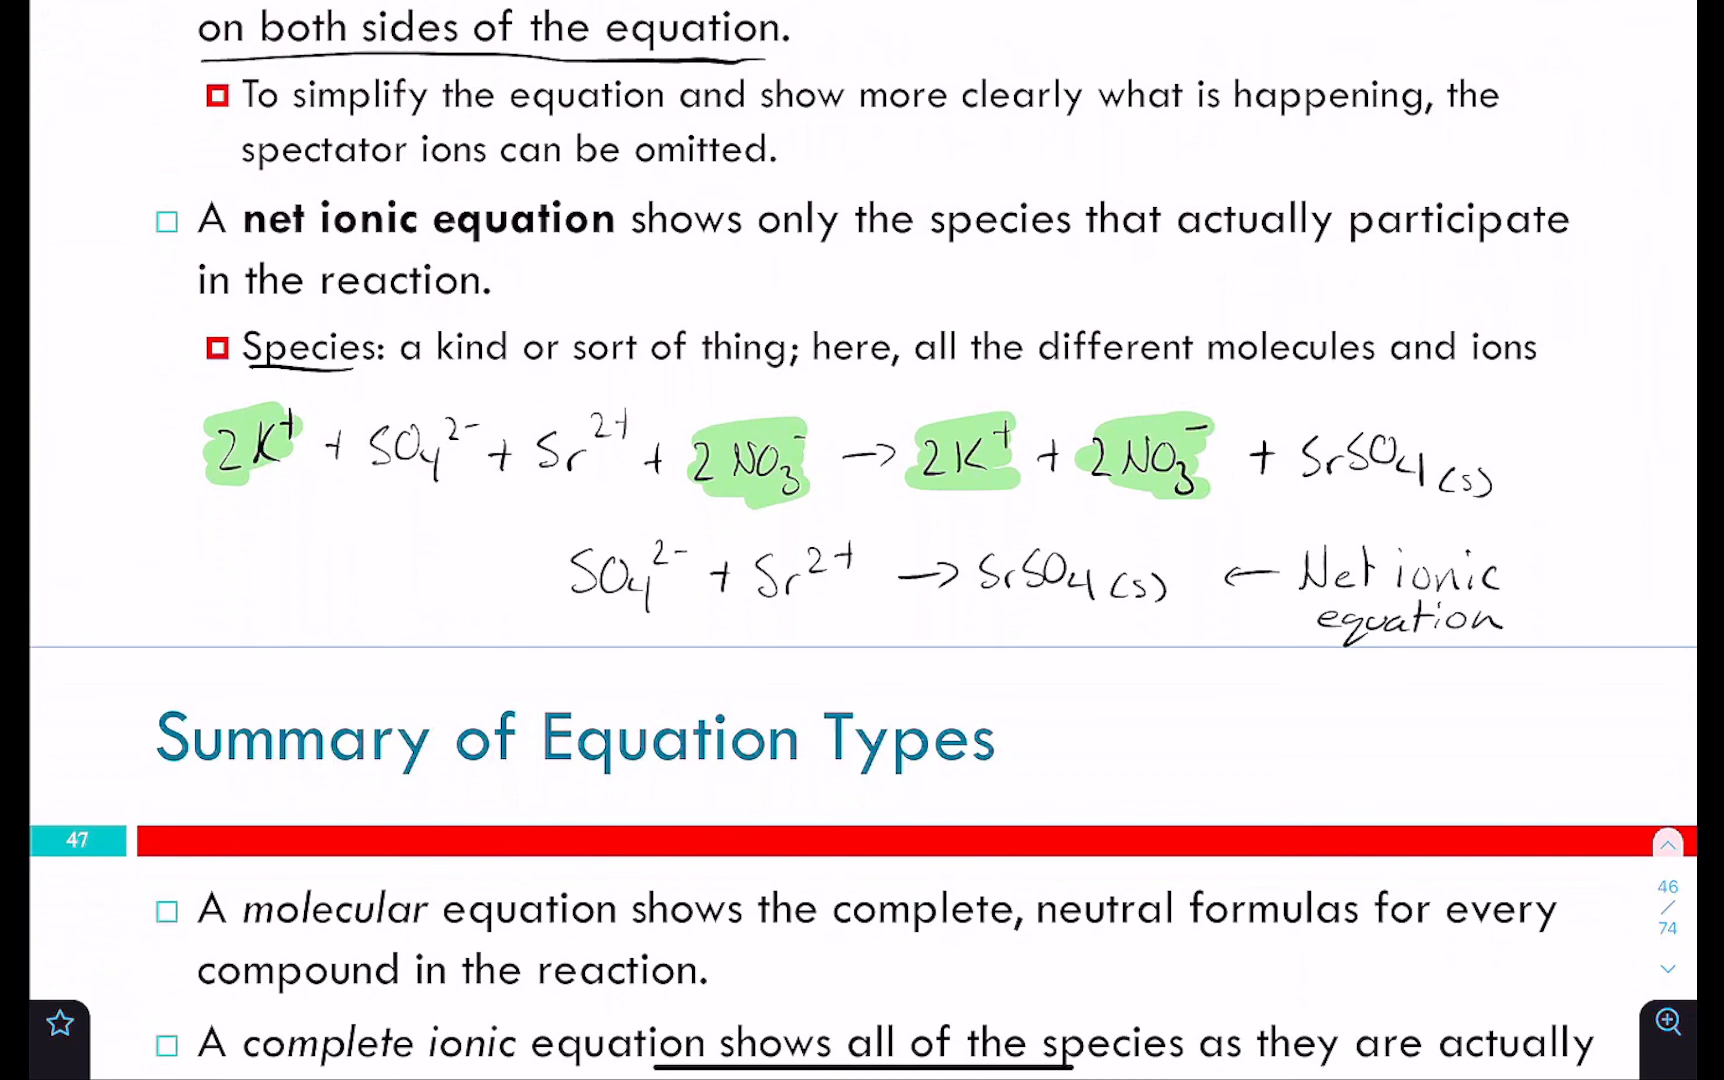 on both sides of the equation.
To simplify the equation and show more clearly what is happening, the
spectator ions can be omitted.
A net ionic equation shows only the species that actually participate
in the reaction.
Species: a kind or sort of thing; here, all the different molecules and ions
2K⁺ + SO₄²⁻ + Sr²⁺ + 2NO₃⁻ → 2K⁺ + 2NO₃⁻ + SrSO₄(s)
SO₄²⁻ + Sr²⁺ → SrSO₄(s) ← Net ionic
equation
Summary of Equation Types
47
A molecular equation shows the complete, neutral formulas for every
compound in the reaction.
46
/
74
A complete ionic equation shows all of the species as they are actually